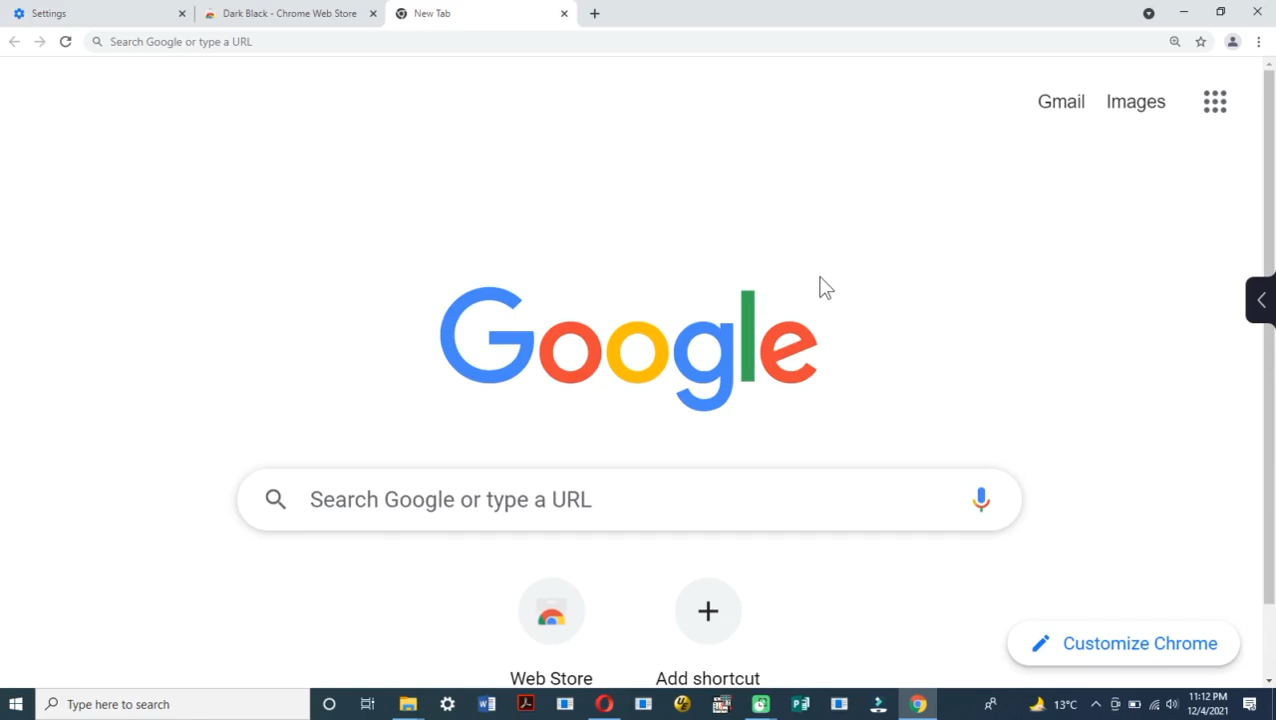 Settings
Dark Black - Chrome Web Store
New Tab
Search Google or type a URL
Gmail
Images
Google
Search Google or type a URL
Web Store
Add shortcut
Customize Chrome
Type here to search
13°C
11:12 PM
12/4/2021